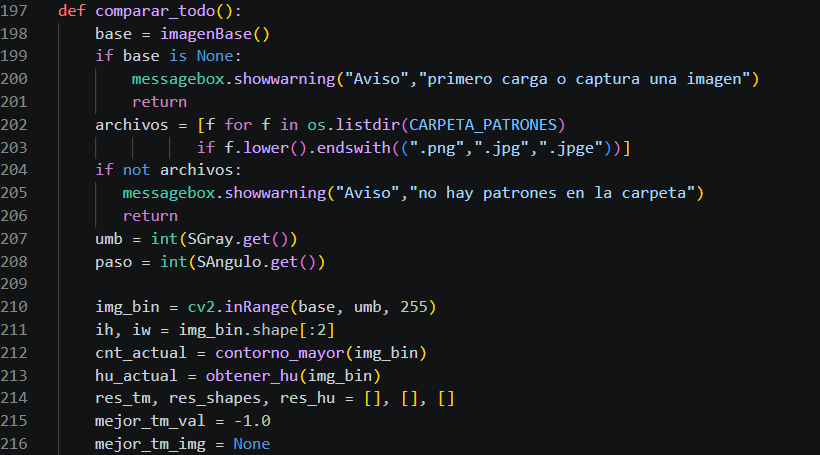 197 def comparar_todo():
198 base = imagenBase()
199 if base is None:
200 messagebox.showwarning("Aviso","primero carga o captura una imagen")
201 return
202 archivos = [f for f in os.listdir(CARPETA_PATRONES)
203 if f.lower().endswith((".png",".jpg",".jpge"))]
204 if not archivos:
205 messagebox.showwarning("Aviso","no hay patrones en la carpeta")
206 return
207 umb = int(SGray.get())
208 paso = int(SAngulo.get())
209
210 img_bin = cv2.inRange(base, umb, 255)
211 ih, iw = img_bin.shape[:2]
212 cnt_actual = contorno_mayor(img_bin)
213 hu_actual = obtener_hu(img_bin)
214 res_tm, res_shapes, res_hu = [], [], []
215 mejor_tm_val = -1.0
216 mejor_tm_img = None